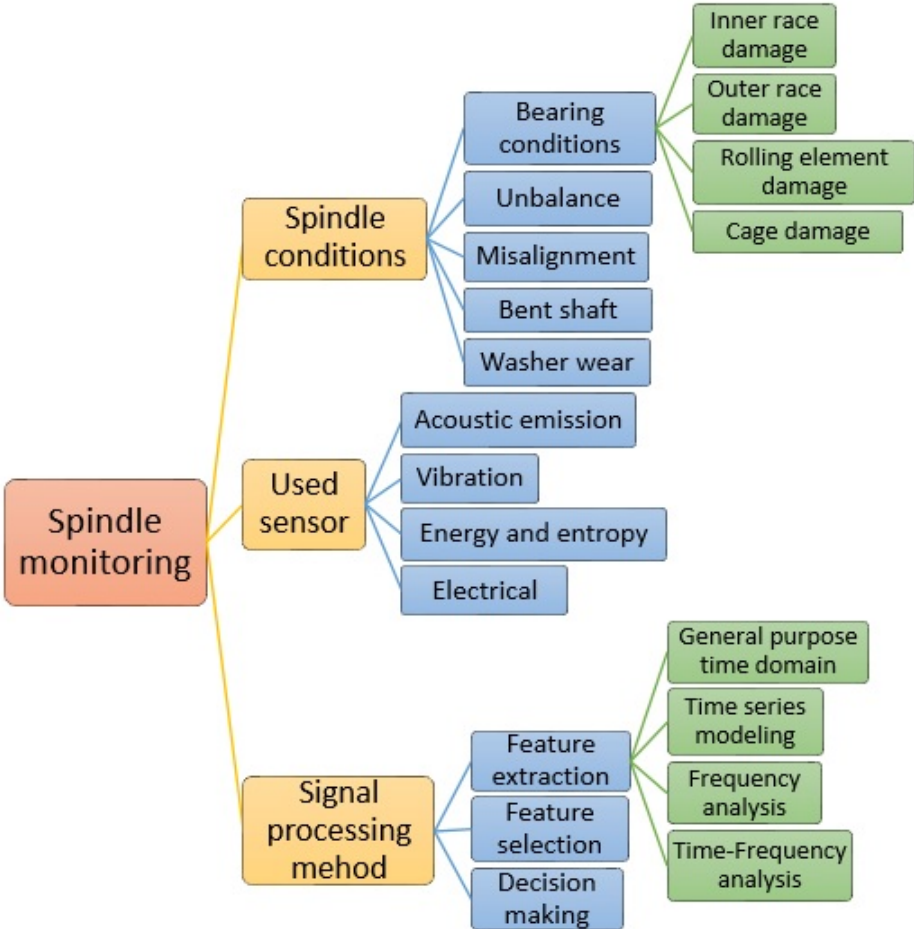 Inner race
damage
Outer race
damage
Bearing
conditions
Rolling element
damage
Unbalance
Cage damage
Spindle
conditions
Misalignment
Bent shaft
Washer wear
Acoustic emission
Used
sensor
Vibration
Spindle
monitoring
Energy and entropy
Electrical
General purpose
time domain
Time series
modeling
Feature
extraction
Frequency
analysis
Signal
processing
mehod
Feature
selection
Time-Frequency
analysis
Decision
making